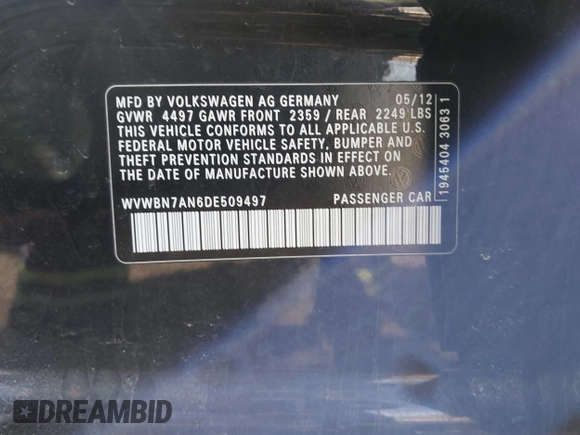 MFD BY VOLKSWAGEN AG GERMANY 05/12
GVWR 4497 GAWR FRONT 2359 / REAR 2249 LBS
THIS VEHICLE CONFORMS TO ALL APPLICABLE U.S.
FEDERAL MOTOR VEHICLE SAFETY, BUMPER AND
THEFT PREVENTION STANDARDS IN EFFECT ON
THE DATE OF MANUFACTURE SHOWN ABOVE.
WVWBN7AN6DE509497 PASSENGER CAR
1945404 3063 1
DREAMBID